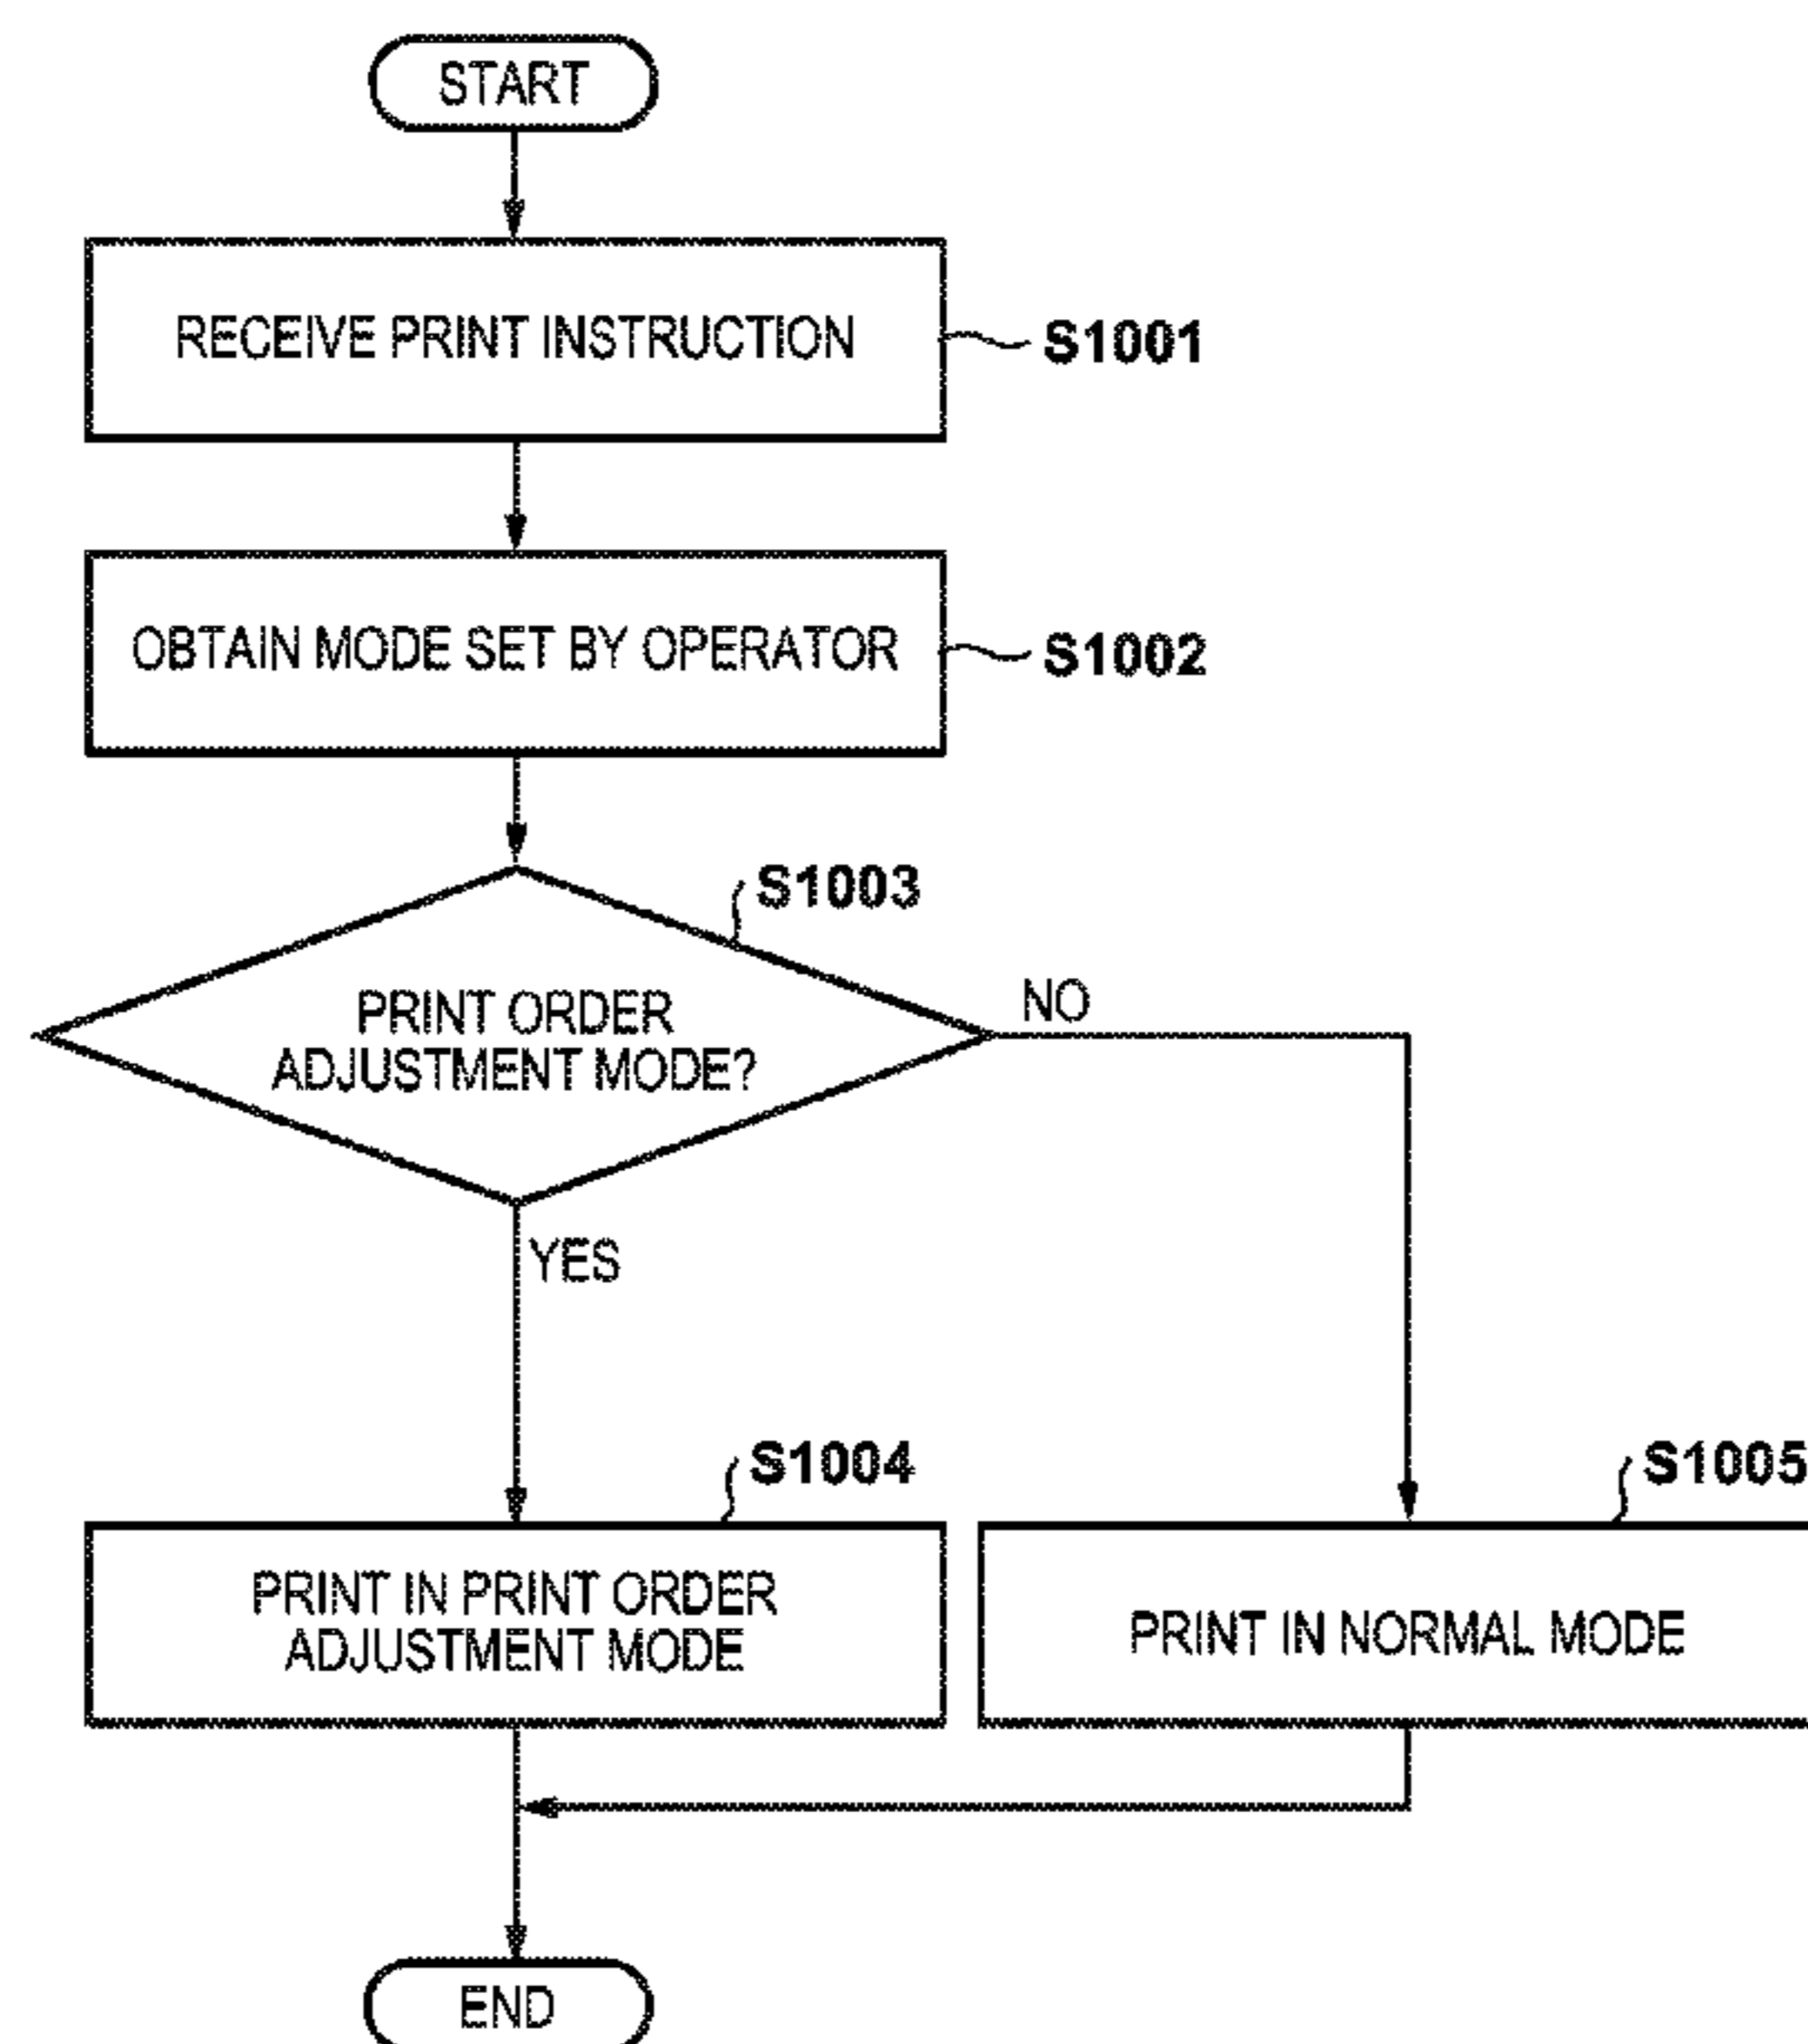 START
RECEIVE PRINT INSTRUCTION
S1001
OBTAIN MODE SET BY OPERATOR
S1002
S1003
PRINT ORDER
ADJUSTMENT MODE?
NO
YES
S1004
S1005
PRINT IN PRINT ORDER
ADJUSTMENT MODE
PRINT IN NORMAL MODE
END